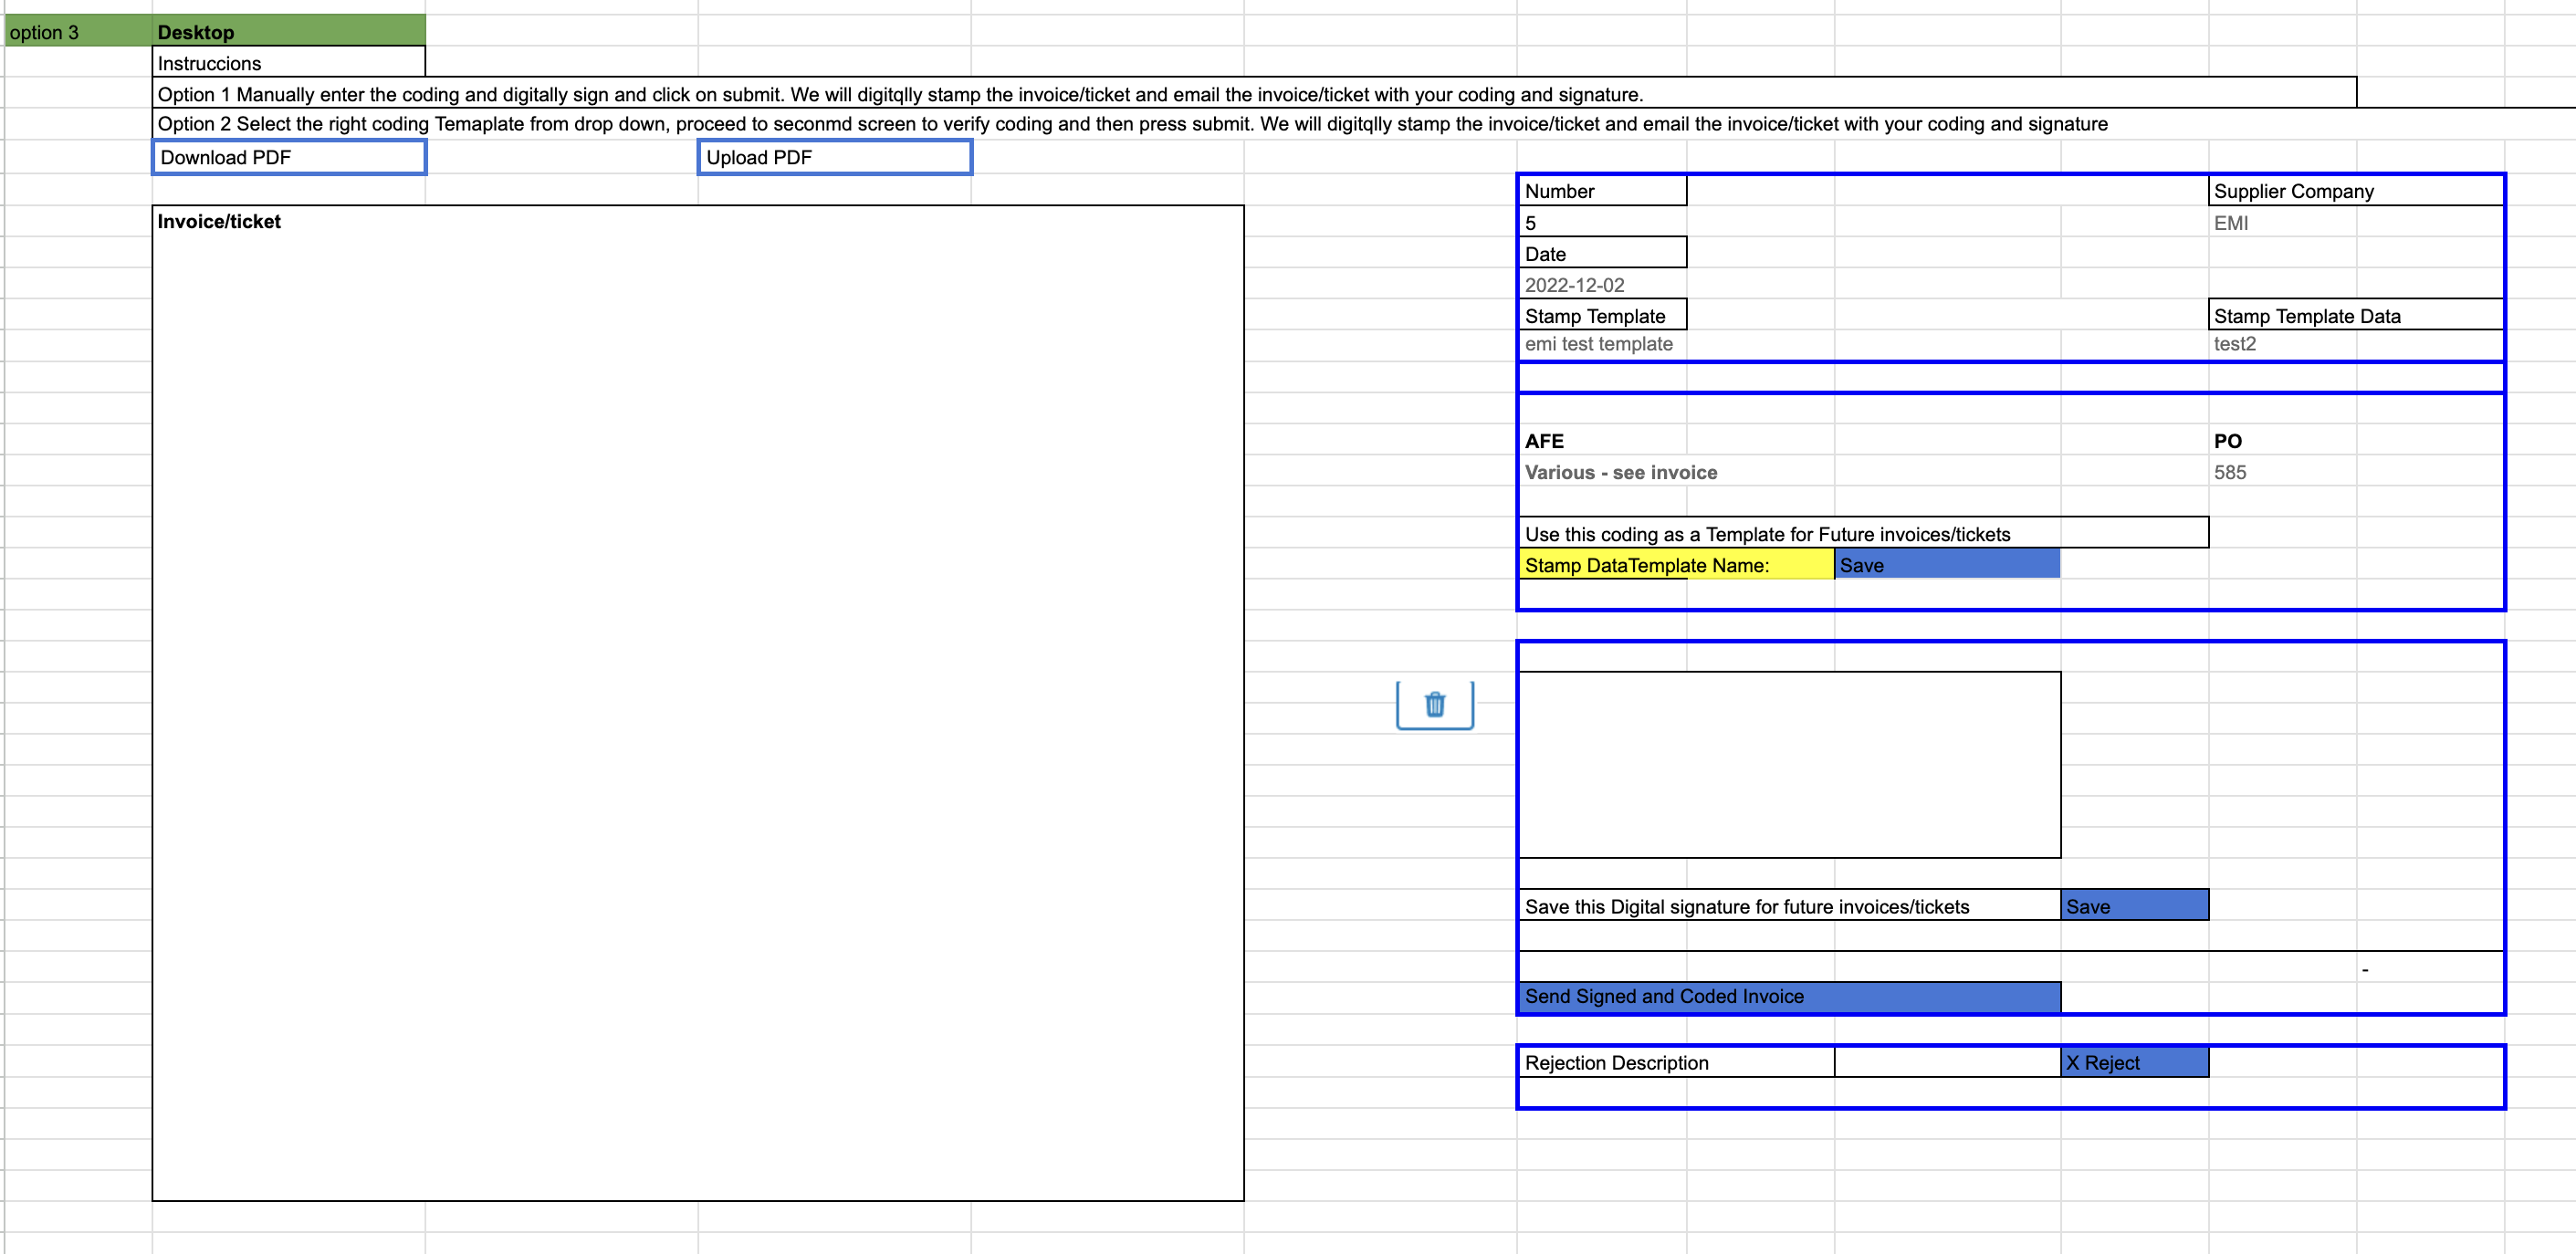 option 3 Desktop
Instruccions
Option 1 Manually enter the coding and digitally sign and click on submit. We will digitqlly stamp the invoice/ticket and email the invoice/ticket with your coding and signature.
Option 2 Select the right coding Temaplate from drop down, proceed to seconmd screen to verify coding and then press submit. We will digitqlly stamp the invoice/ticket and email the invoice/ticket with your coding and signature
Download PDF Upload PDF
Invoice/ticket
Number Supplier Company
5 EMI
Date
2022-12-02
Stamp Template Stamp Template Data
emi test template test2
AFE PO
Various - see invoice 585
Use this coding as a Template for Future invoices/tickets
Stamp DataTemplate Name: Save
Save this Digital signature for future invoices/tickets Save
-
Send Signed and Coded Invoice
Rejection Description X Reject